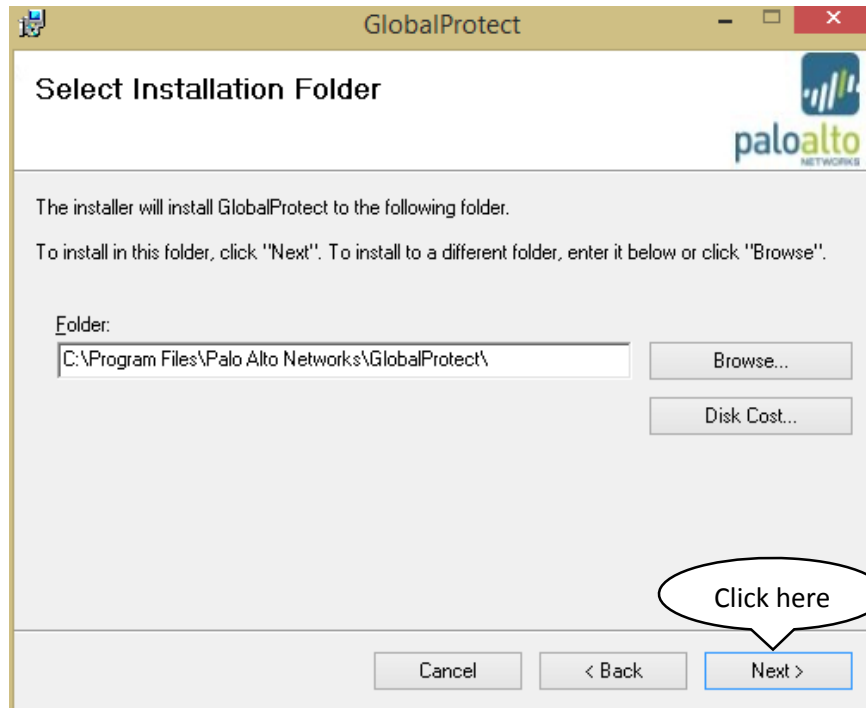 GlobalProtect
Select Installation Folder
paloalto
NETWORKS
The installer will install GlobalProtect to the following folder.
To install in this folder, click "Next". To install to a different folder, enter it below or click "Browse".
Folder:
C:\Program Files\Palo Alto Networks\GlobalProtect\
Browse...
Disk Cost...
Click here
Cancel
< Back
Next >